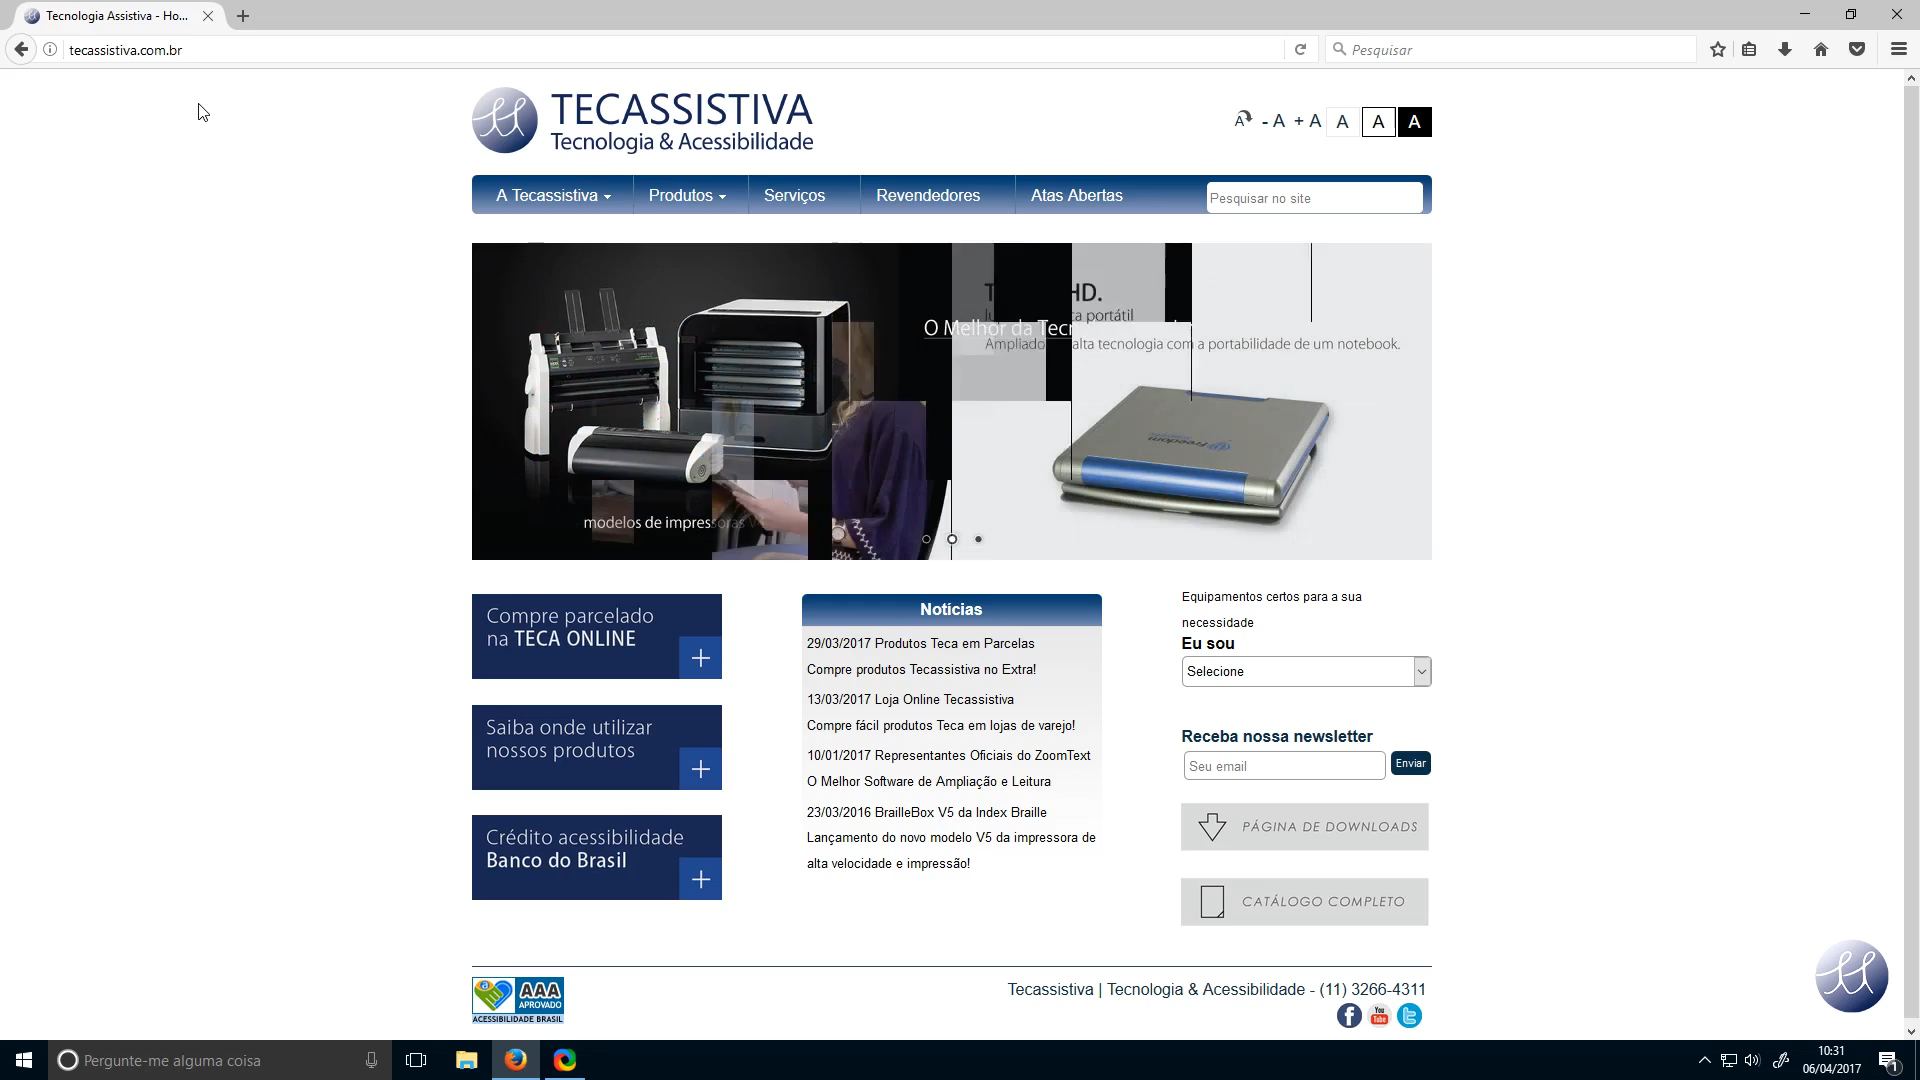 Tecnologia Assistiva - Ho...
tecassistiva.com.br
Pesquisar
TECASSISTIVA
Tecnologia & Acessibilidade
A - A + A A A A
A Tecassistiva Produtos Serviços Revendedores Atas Abertas Pesquisar no site
HD.
portátil
O Melhor da Tec
Ampliado alta tecnologia com a portabilidade de um notebook.
Freedom
modelos de impressoras
Compre parcelado
na TECA ONLINE
Saiba onde utilizar
nossos produtos
Crédito acessibilidade
Banco do Brasil
Notícias
29/03/2017 Produtos Teca em Parcelas
Compre produtos Tecassistiva no Extra!
13/03/2017 Loja Online Tecassistiva
Compre fácil produtos Teca em lojas de varejo!
10/01/2017 Representantes Oficiais do ZoomText
O Melhor Software de Ampliação e Leitura
23/03/2016 BrailleBox V5 da Index Braille
Lançamento do novo modelo V5 da impressora de
alta velocidade e impressão!
Equipamentos certos para a sua
necessidade
Eu sou
Selecione
Receba nossa newsletter
Seu email Enviar
PÁGINA DE DOWNLOADS
CATÁLOGO COMPLETO
AAA
APROVADO
ACESSIBILIDADE BRASIL
Tecassistiva | Tecnologia & Acessibilidade - (11) 3266-4311
You
Tube
Pergunte-me alguma coisa
10:31
06/04/2017
1